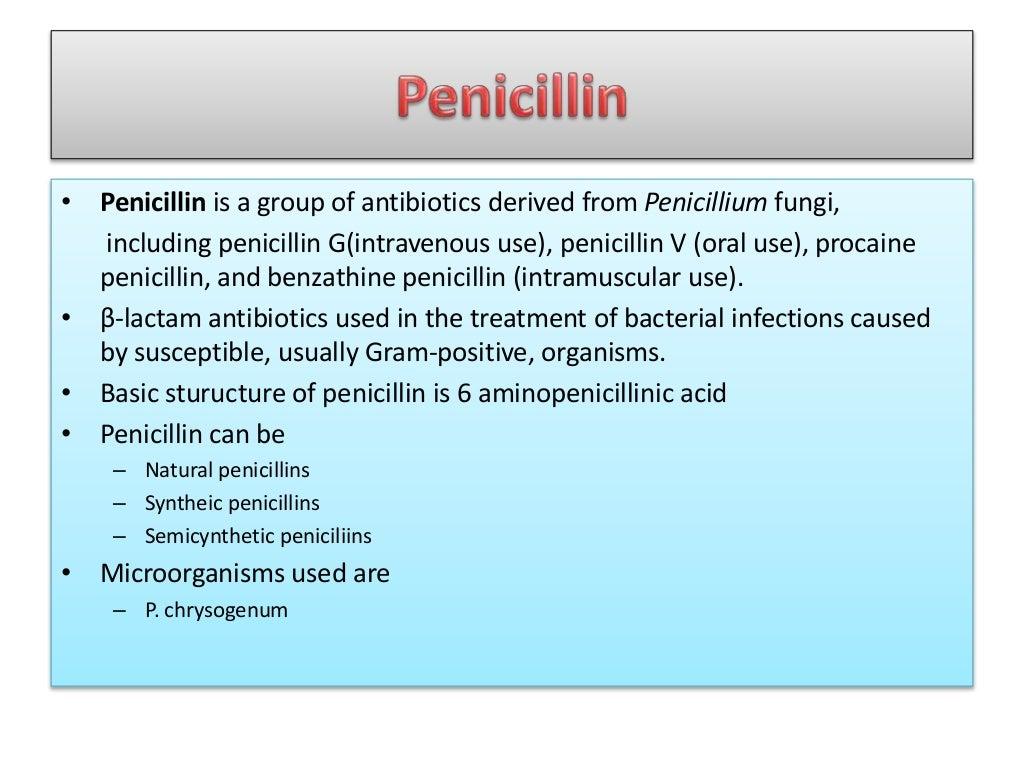 Penicillin
• Penicillin is a group of antibiotics derived from Penicillium fungi,
including penicillin G(intravenous use), penicillin V (oral use), procaine
penicillin, and benzathine penicillin (intramuscular use).
• β-lactam antibiotics used in the treatment of bacterial infections caused
by susceptible, usually Gram-positive, organisms.
• Basic sturucture of penicillin is 6 aminopenicillinic acid
• Penicillin can be
– Natural penicillins
– Syntheic penicillins
– Semicynthetic peniciliins
• Microorganisms used are
– P. chrysogenum